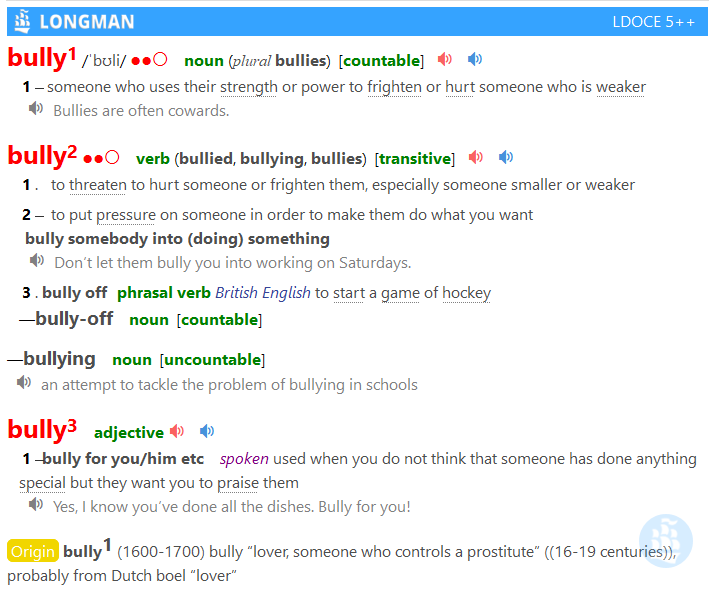 LONGMAN LDOCE 5++
bully1 /ˈbʊli/ ●●○ noun (plural bullies) [countable]
1 – someone who uses their strength or power to frighten or hurt someone who is weaker
Bullies are often cowards.
bully2 ●●○ verb (bullied, bullying, bullies) [transitive]
1 . to threaten to hurt someone or frighten them, especially someone smaller or weaker
2 – to put pressure on someone in order to make them do what you want
bully somebody into (doing) something
Don’t let them bully you into working on Saturdays.
3 . bully off phrasal verb British English to start a game of hockey
—bully-off noun [countable]
—bullying noun [uncountable]
an attempt to tackle the problem of bullying in schools
bully3 adjective
1 –bully for you/him etc spoken used when you do not think that someone has done anything
special but they want you to praise them
Yes, I know you’ve done all the dishes. Bully for you!
Origin bully1 (1600-1700) bully “lover, someone who controls a prostitute” ((16-19 centuries)),
probably from Dutch boel “lover”